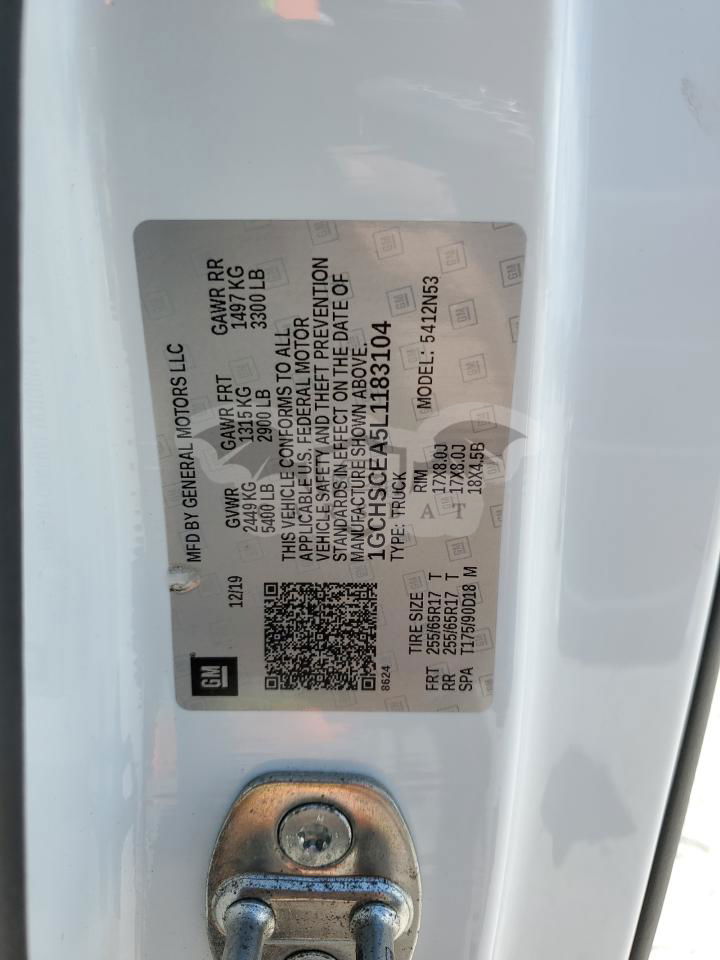 GM
MFD BY GENERAL MOTORS LLC
12/19
GVWR GAWR FRT GAWR RR
2449 KG 1315 KG 1497 KG
5400 LB 2900 LB 3300 LB
THIS VEHICLE CONFORMS TO ALL
APPLICABLE U.S. FEDERAL MOTOR
VEHICLE SAFETY AND THEFT PREVENTION
STANDARDS IN EFFECT ON THE DATE OF
MANUFACTURE SHOWN ABOVE.
1GCHSCEA5L1183104
8624
TYPE: TRUCK
MODEL: 5412N53
TIRE SIZE RIM
FRT 255/65R17 T 17X8.0J
RR 255/65R17 T 17X8.0J
SPA T175/90D18 M 18X4.5B
A T